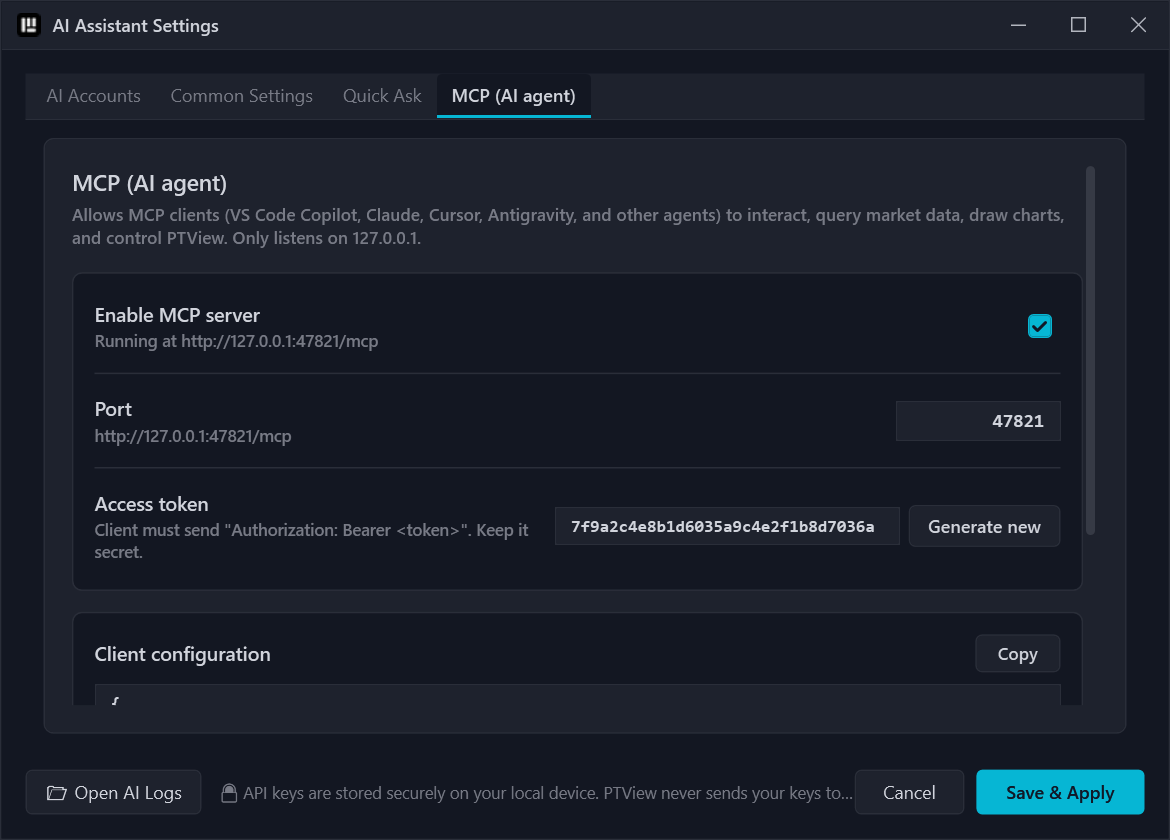 AI Assistant Settings
AI Accounts
Common Settings
Quick Ask
MCP (AI agent)
MCP (AI agent)
Allows MCP clients (VS Code Copilot, Claude, Cursor, Antigravity, and other agents) to interact, query market data, draw charts,
and control PTView. Only listens on 127.0.0.1.
Enable MCP server
Running at http://127.0.0.1:47821/mcp
Port
http://127.0.0.1:47821/mcp
47821
Access token
Client must send "Authorization: Bearer <token>". Keep it
secret.
7f9a2c4e8b1d6035a9c4e2f1b8d7036a
Generate new
Client configuration
Copy
{
Open AI Logs
API keys are stored securely on your local device. PTView never sends your keys to...
Cancel
Save & Apply